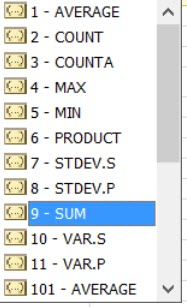 1 - AVERAGE
2 - COUNT
3 - COUNTA
4 - MAX
5 - MIN
6 - PRODUCT
7 - STDEV.S
8 - STDEV.P
9 - SUM
10 - VAR.S
11 - VAR.P
101 - AVERAGE